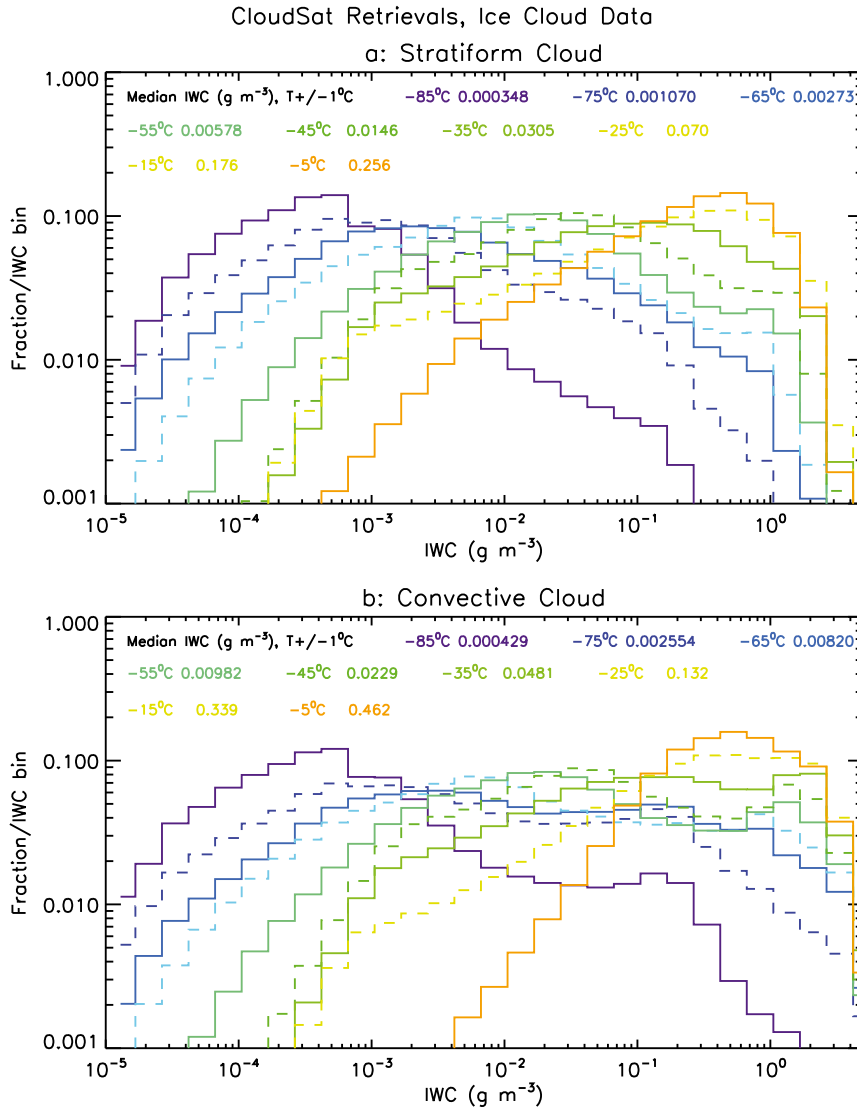 CloudSat Retrievals, Ice Cloud Data
a: Stratiform Cloud
1.000
Median IWC (g m⁻³), T+/−1⁰C −85⁰C 0.000348 −75⁰C 0.001070 −65⁰C 0.00273
−55⁰C 0.00578 −45⁰C 0.0146 −35⁰C 0.0305 −25⁰C 0.070
−15⁰C 0.176 −5⁰C 0.256
0.100
Fraction/IWC bin
0.010
0.001
10⁻⁵ 10⁻⁴ 10⁻³ 10⁻² 10⁻¹ 10⁰
IWC (g m⁻³)
b: Convective Cloud
1.000
Median IWC (g m⁻³), T+/−1⁰C −85⁰C 0.000429 −75⁰C 0.002554 −65⁰C 0.00820
−55⁰C 0.00982 −45⁰C 0.0229 −35⁰C 0.0481 −25⁰C 0.132
−15⁰C 0.339 −5⁰C 0.462
0.100
Fraction/IWC bin
0.010
0.001
10⁻⁵ 10⁻⁴ 10⁻³ 10⁻² 10⁻¹ 10⁰
IWC (g m⁻³)